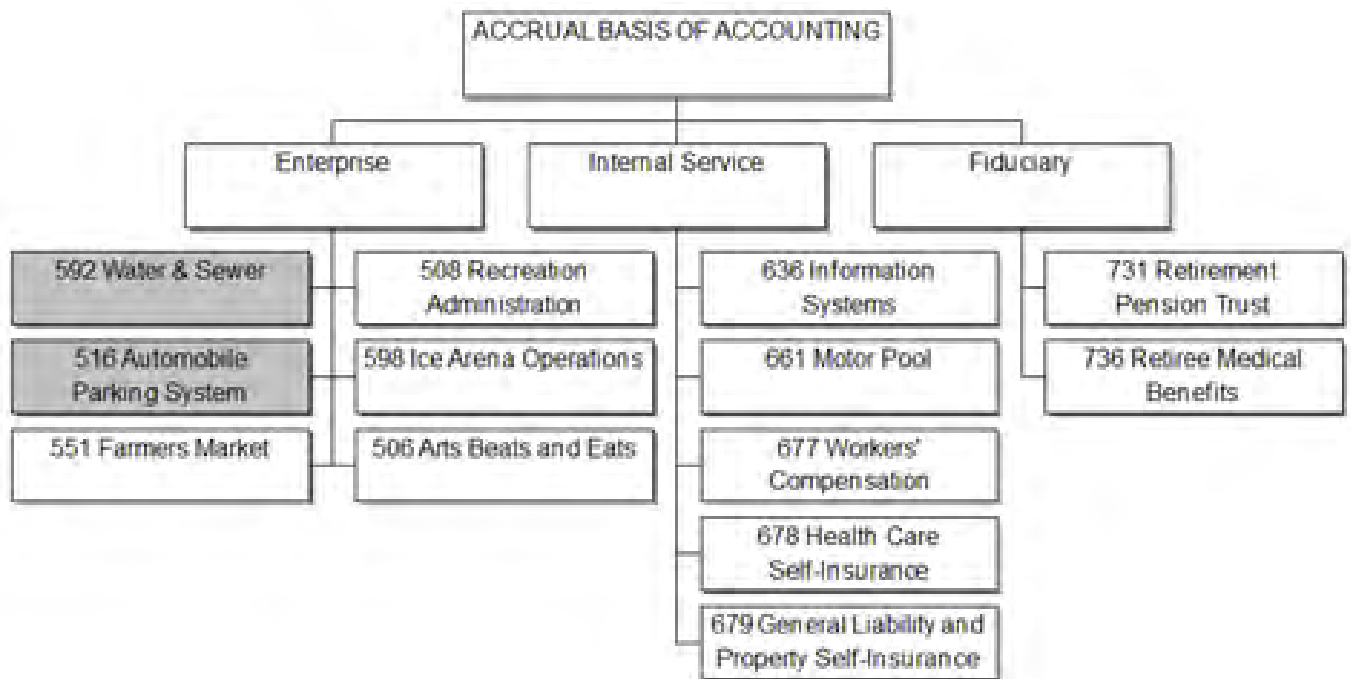 ACCRUAL BASIS OF ACCOUNTING
Enterprise
Internal Service
Fiduciary
592 Water & Sewer
508 Recreation
Administration
636 Information
Systems
731 Retirement
Pension Trust
516 Automobile
Parking System
598 Ice Arena Operations
661 Motor Pool
736 Retiree Medical
Benefits
551 Farmers Market
506 Arts Beats and Eats
677 Workers'
Compensation
678 Health Care
Self-Insurance
679 General Liability and
Property Self-Insurance